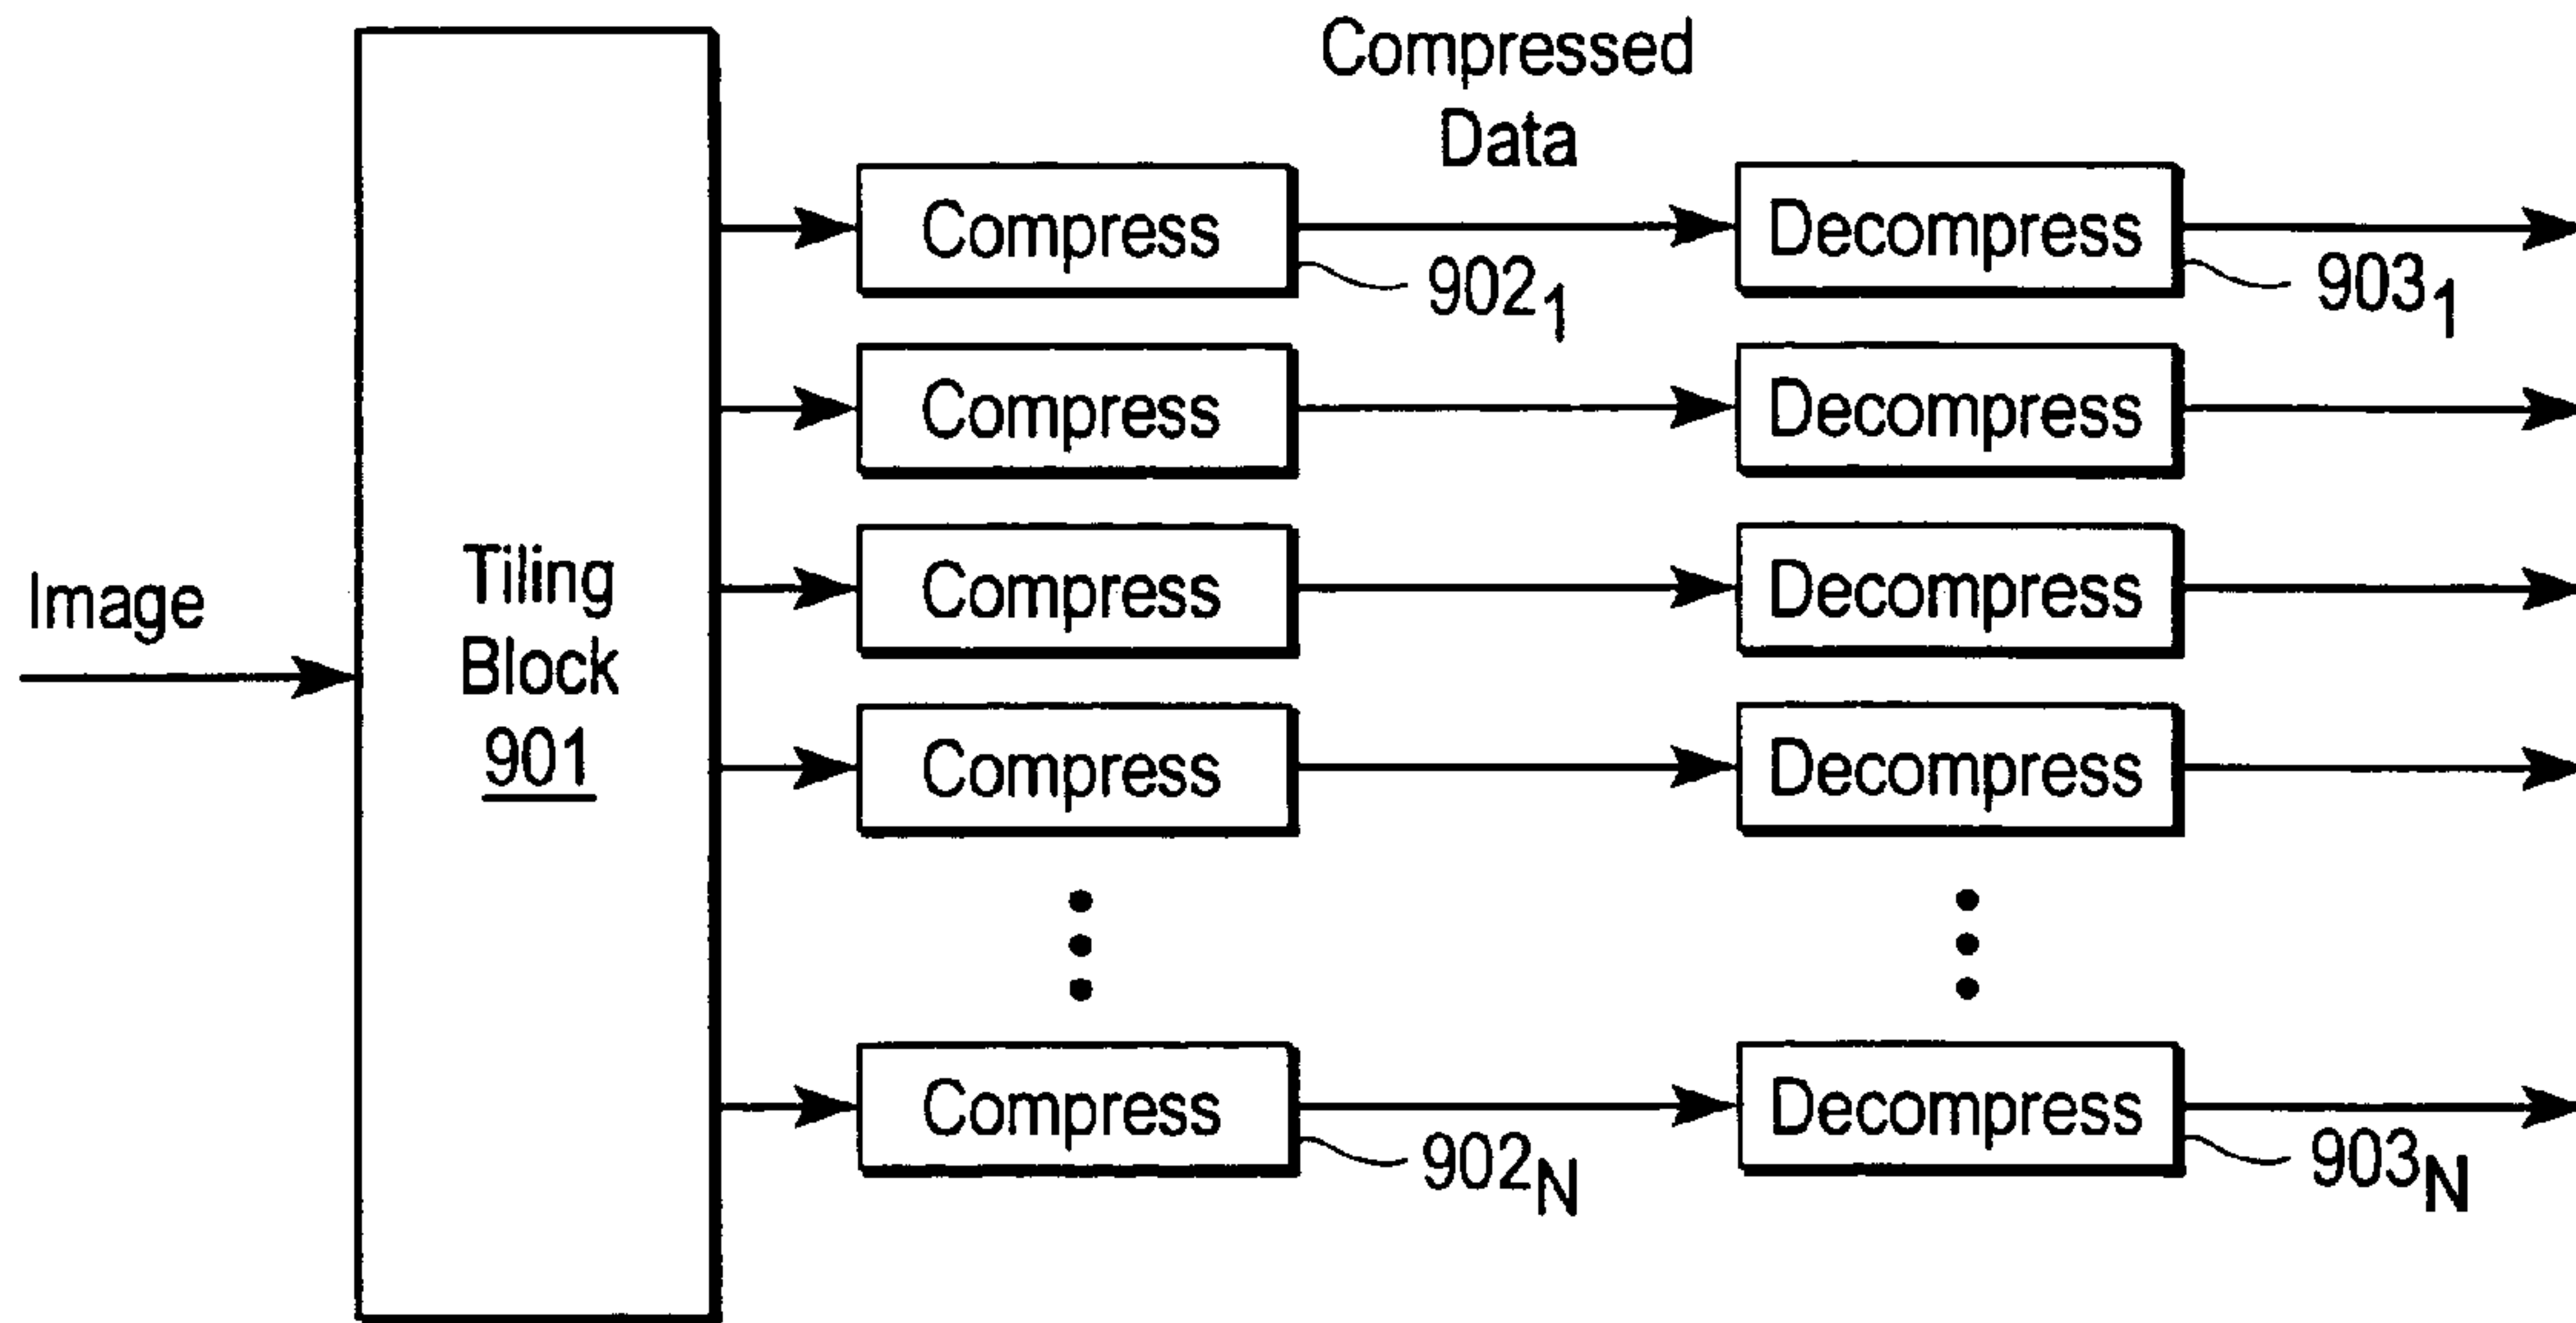 Compressed
Data
Compress
Decompress
902₁
903₁
Compress
Decompress
Image
Tiling
Block
901
Compress
Decompress
Compress
Decompress
Compress
Decompress
902N
903N